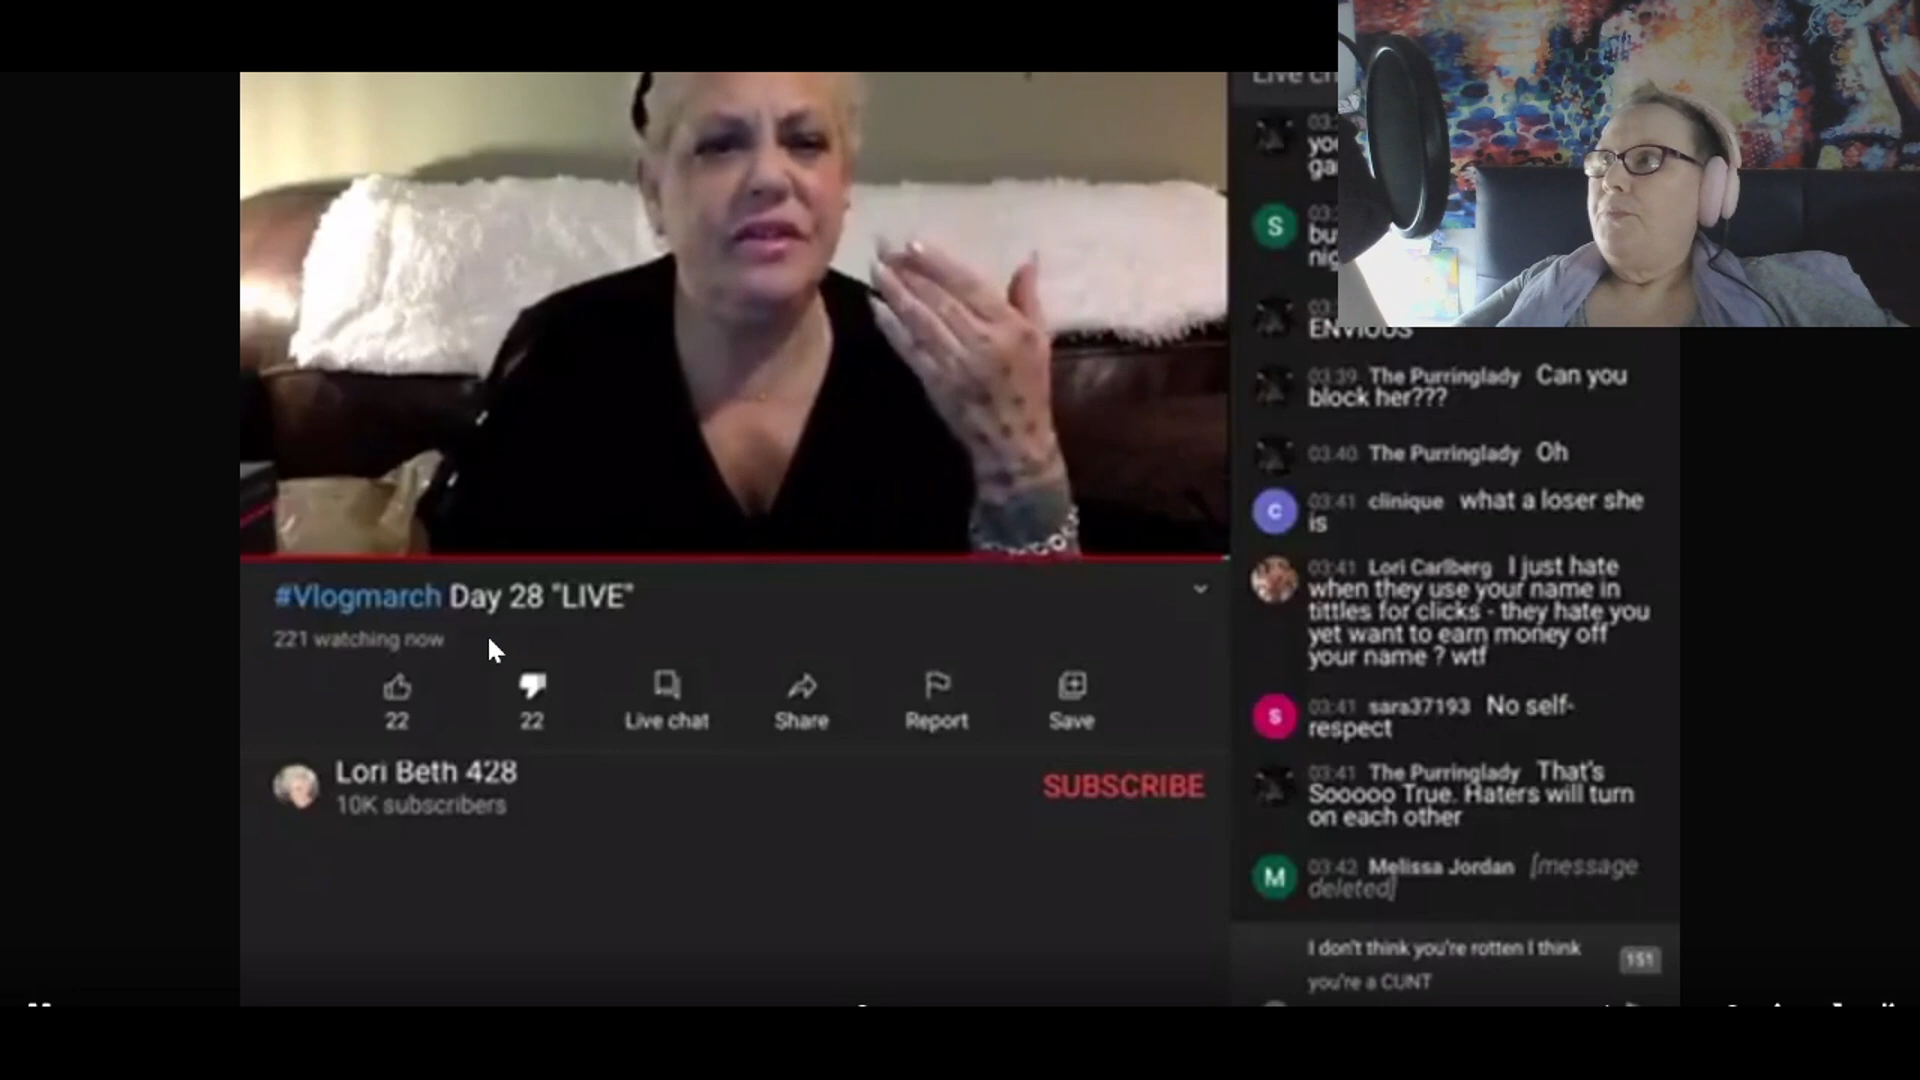 #Vlogmarch Day 28 "LIVE"
221 watching now
22
22
Live chat
Share
Report
Save
Lori Beth 428
10K subscribers
SUBSCRIBE
Live ch
03:
S
03:
ENVIOUS
03:39 The Purringlady Can you
block her???
03:40 The Purringlady Oh
C
03:41 clinique what a loser she
is
03:41 Lori Carlberg I just hate
when they use your name in
tittles for clicks - they hate you
yet want to earn money off
your name ? wtf
S
03:41 sara37193 No self-
respect
03:41 The Purringlady That's
Sooooo True. Haters will turn
on each other
M
03:42 Melissa Jordan [message
deleted]
I don't think you're rotten I think
you're a CUNT
151